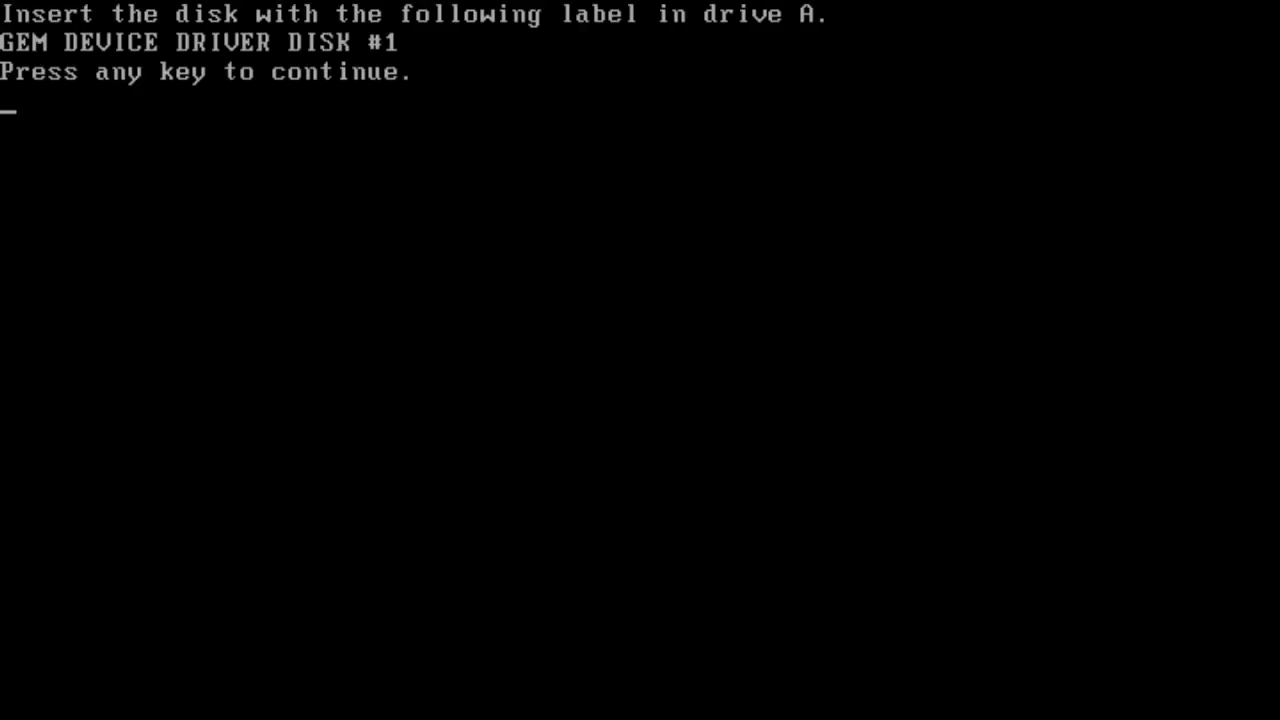 Insert the disk with the following label in drive A.
GEM DEVICE DRIVER DISK #1
Press any key to continue.